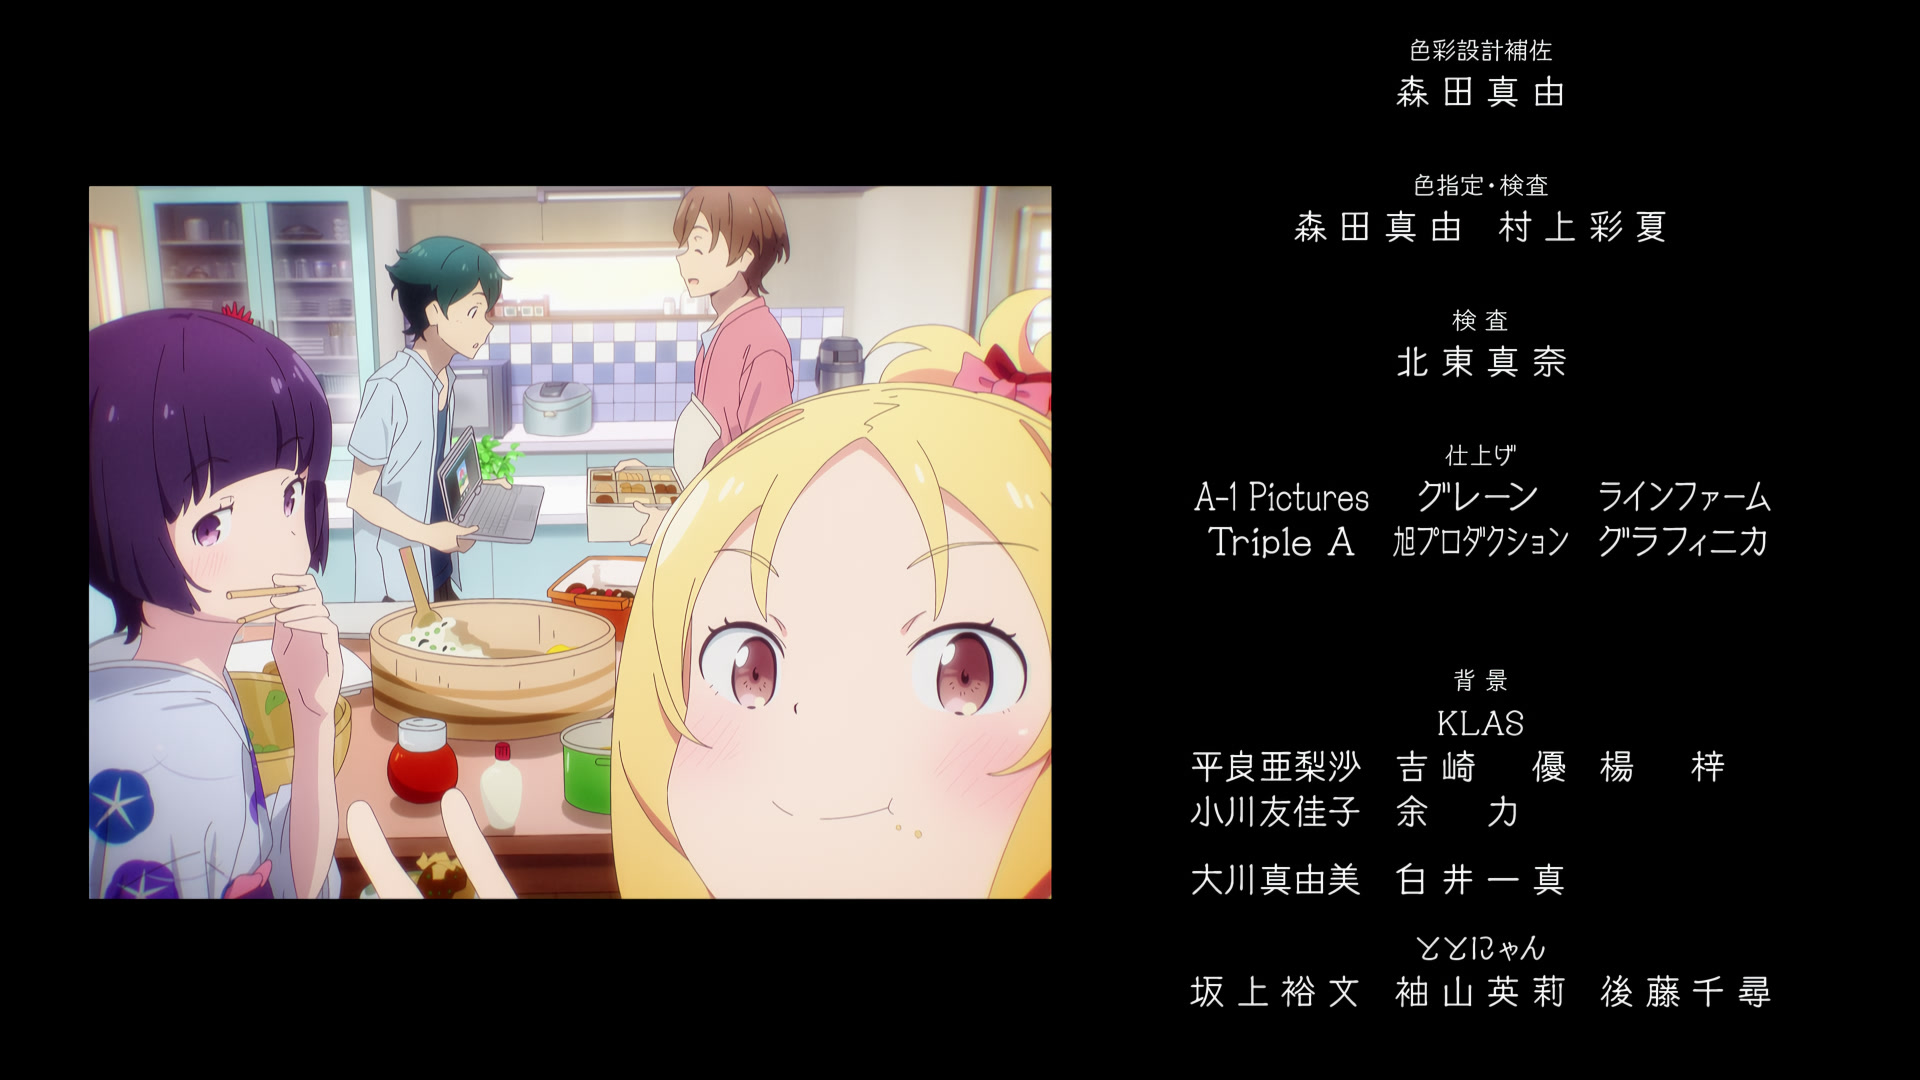 色彩設計補佐
森田真由
色指定・検査
森田真由 村上彩夏
検査
北東真奈
仕上げ
A-1 Pictures グレーン ラインファーム
Triple A 旭プロダクション グラフィニカ
背景
KLAS
平良亜梨沙 吉崎 優 楊 梓
小川友佳子 余 力
大川真由美 白井一真
ととにゃん
坂上裕文 袖山英莉 後藤千尋